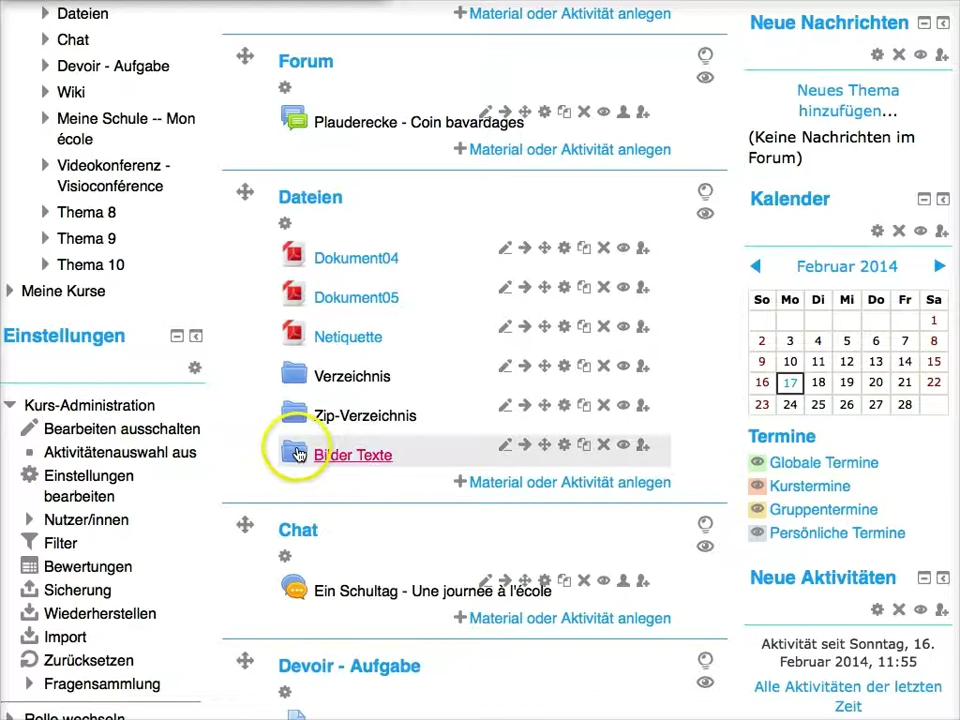 Dateien
Chat
Devoir - Aufgabe
Wiki
Meine Schule -- Mon
école
Videokonferenz -
Visioconférence
Thema 8
Thema 9
Thema 10
Meine Kurse
Einstellungen
Kurs-Administration
Bearbeiten ausschalten
Aktivitätenauswahl aus
Einstellungen
bearbeiten
Nutzer/innen
Filter
Bewertungen
Sicherung
Wiederherstellen
Import
Zurücksetzen
Fragensammlung
Rolle wechseln
Material oder Aktivität anlegen
Forum
Plauderecke - Coin bavardages
Material oder Aktivität anlegen
Dateien
Dokument04
Dokument05
Netiquette
Verzeichnis
Zip-Verzeichnis
Bilder Texte
Material oder Aktivität anlegen
Chat
Ein Schultag - Une journée à l'école
Material oder Aktivität anlegen
Devoir - Aufgabe
Neue Nachrichten
Neues Thema
hinzufügen...
(Keine Nachrichten im
Forum)
Kalender
Februar 2014
So Mo Di Mi Do Fr Sa
1
2 3 4 5 6 7 8
9 10 11 12 13 14 15
16 17 18 19 20 21 22
23 24 25 26 27 28
Termine
Globale Termine
Kurstermine
Gruppentermine
Persönliche Termine
Neue Aktivitäten
Aktivität seit Sonntag, 16.
Februar 2014, 11:55
Alle Aktivitäten der letzten
Zeit